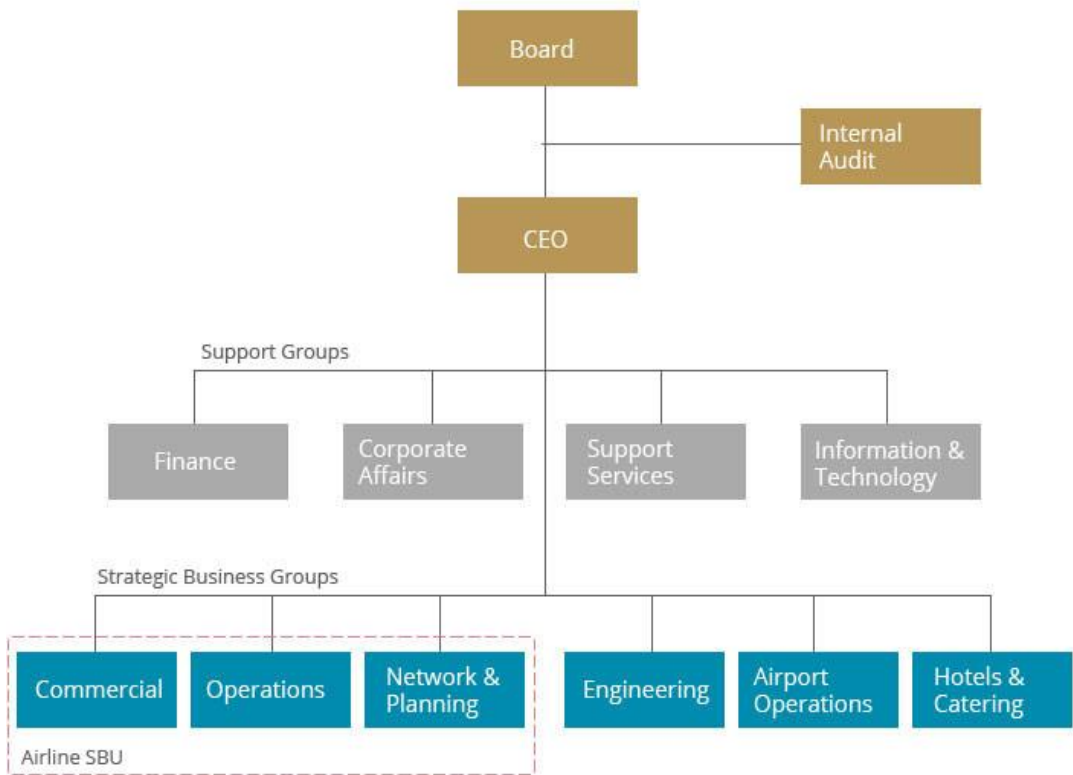 Board
Internal
Audit
CEO
Support Groups
Finance
Corporate
Affairs
Support
Services
Information &
Technology
Strategic Business Groups
Commercial
Operations
Network &
Planning
Engineering
Airport
Operations
Hotels &
Catering
Airline SBU